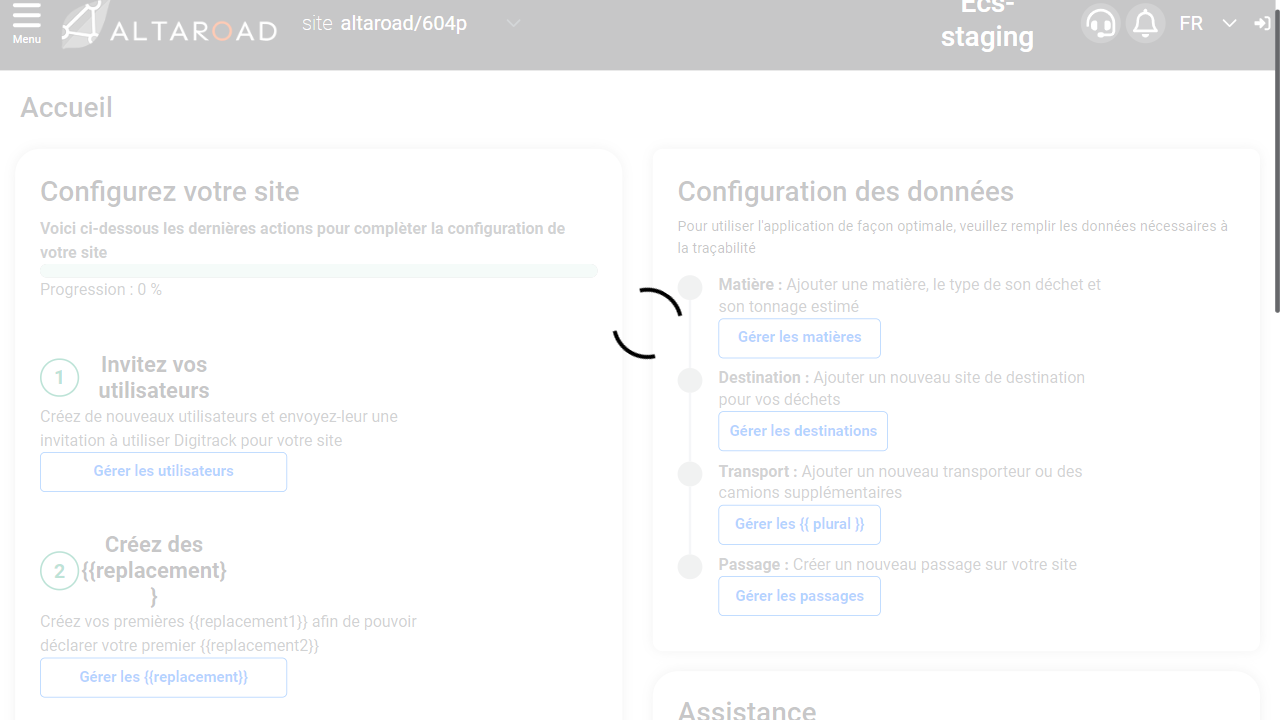 Menu
ALTAROAD
site altaroad/604p
Ecs-
staging
FR
Accueil
Configurez votre site
Voici ci-dessous les dernières actions pour complèter la configuration de
votre site
Progression : 0 %
1
Invitez vos
utilisateurs
Créez de nouveaux utilisateurs et envoyez-leur une
invitation à utiliser Digitrack pour votre site
Gérer les utilisateurs
2
Créez des
{{replacement}
}
Créez vos premières {{replacement1}} afin de pouvoir
déclarer votre premier {{replacement2}}
Gérer les {{replacement}}
Configuration des données
Pour utiliser l'application de façon optimale, veuillez remplir les données nécessaires à
la traçabilité
Matière : Ajouter une matière, le type de son déchet et
son tonnage estimé
Gérer les matières
Destination : Ajouter un nouveau site de destination
pour vos déchets
Gérer les destinations
Transport : Ajouter un nouveau transporteur ou des
camions supplémentaires
Gérer les {{ plural }}
Passage : Créer un nouveau passage sur votre site
Gérer les passages
Assistance